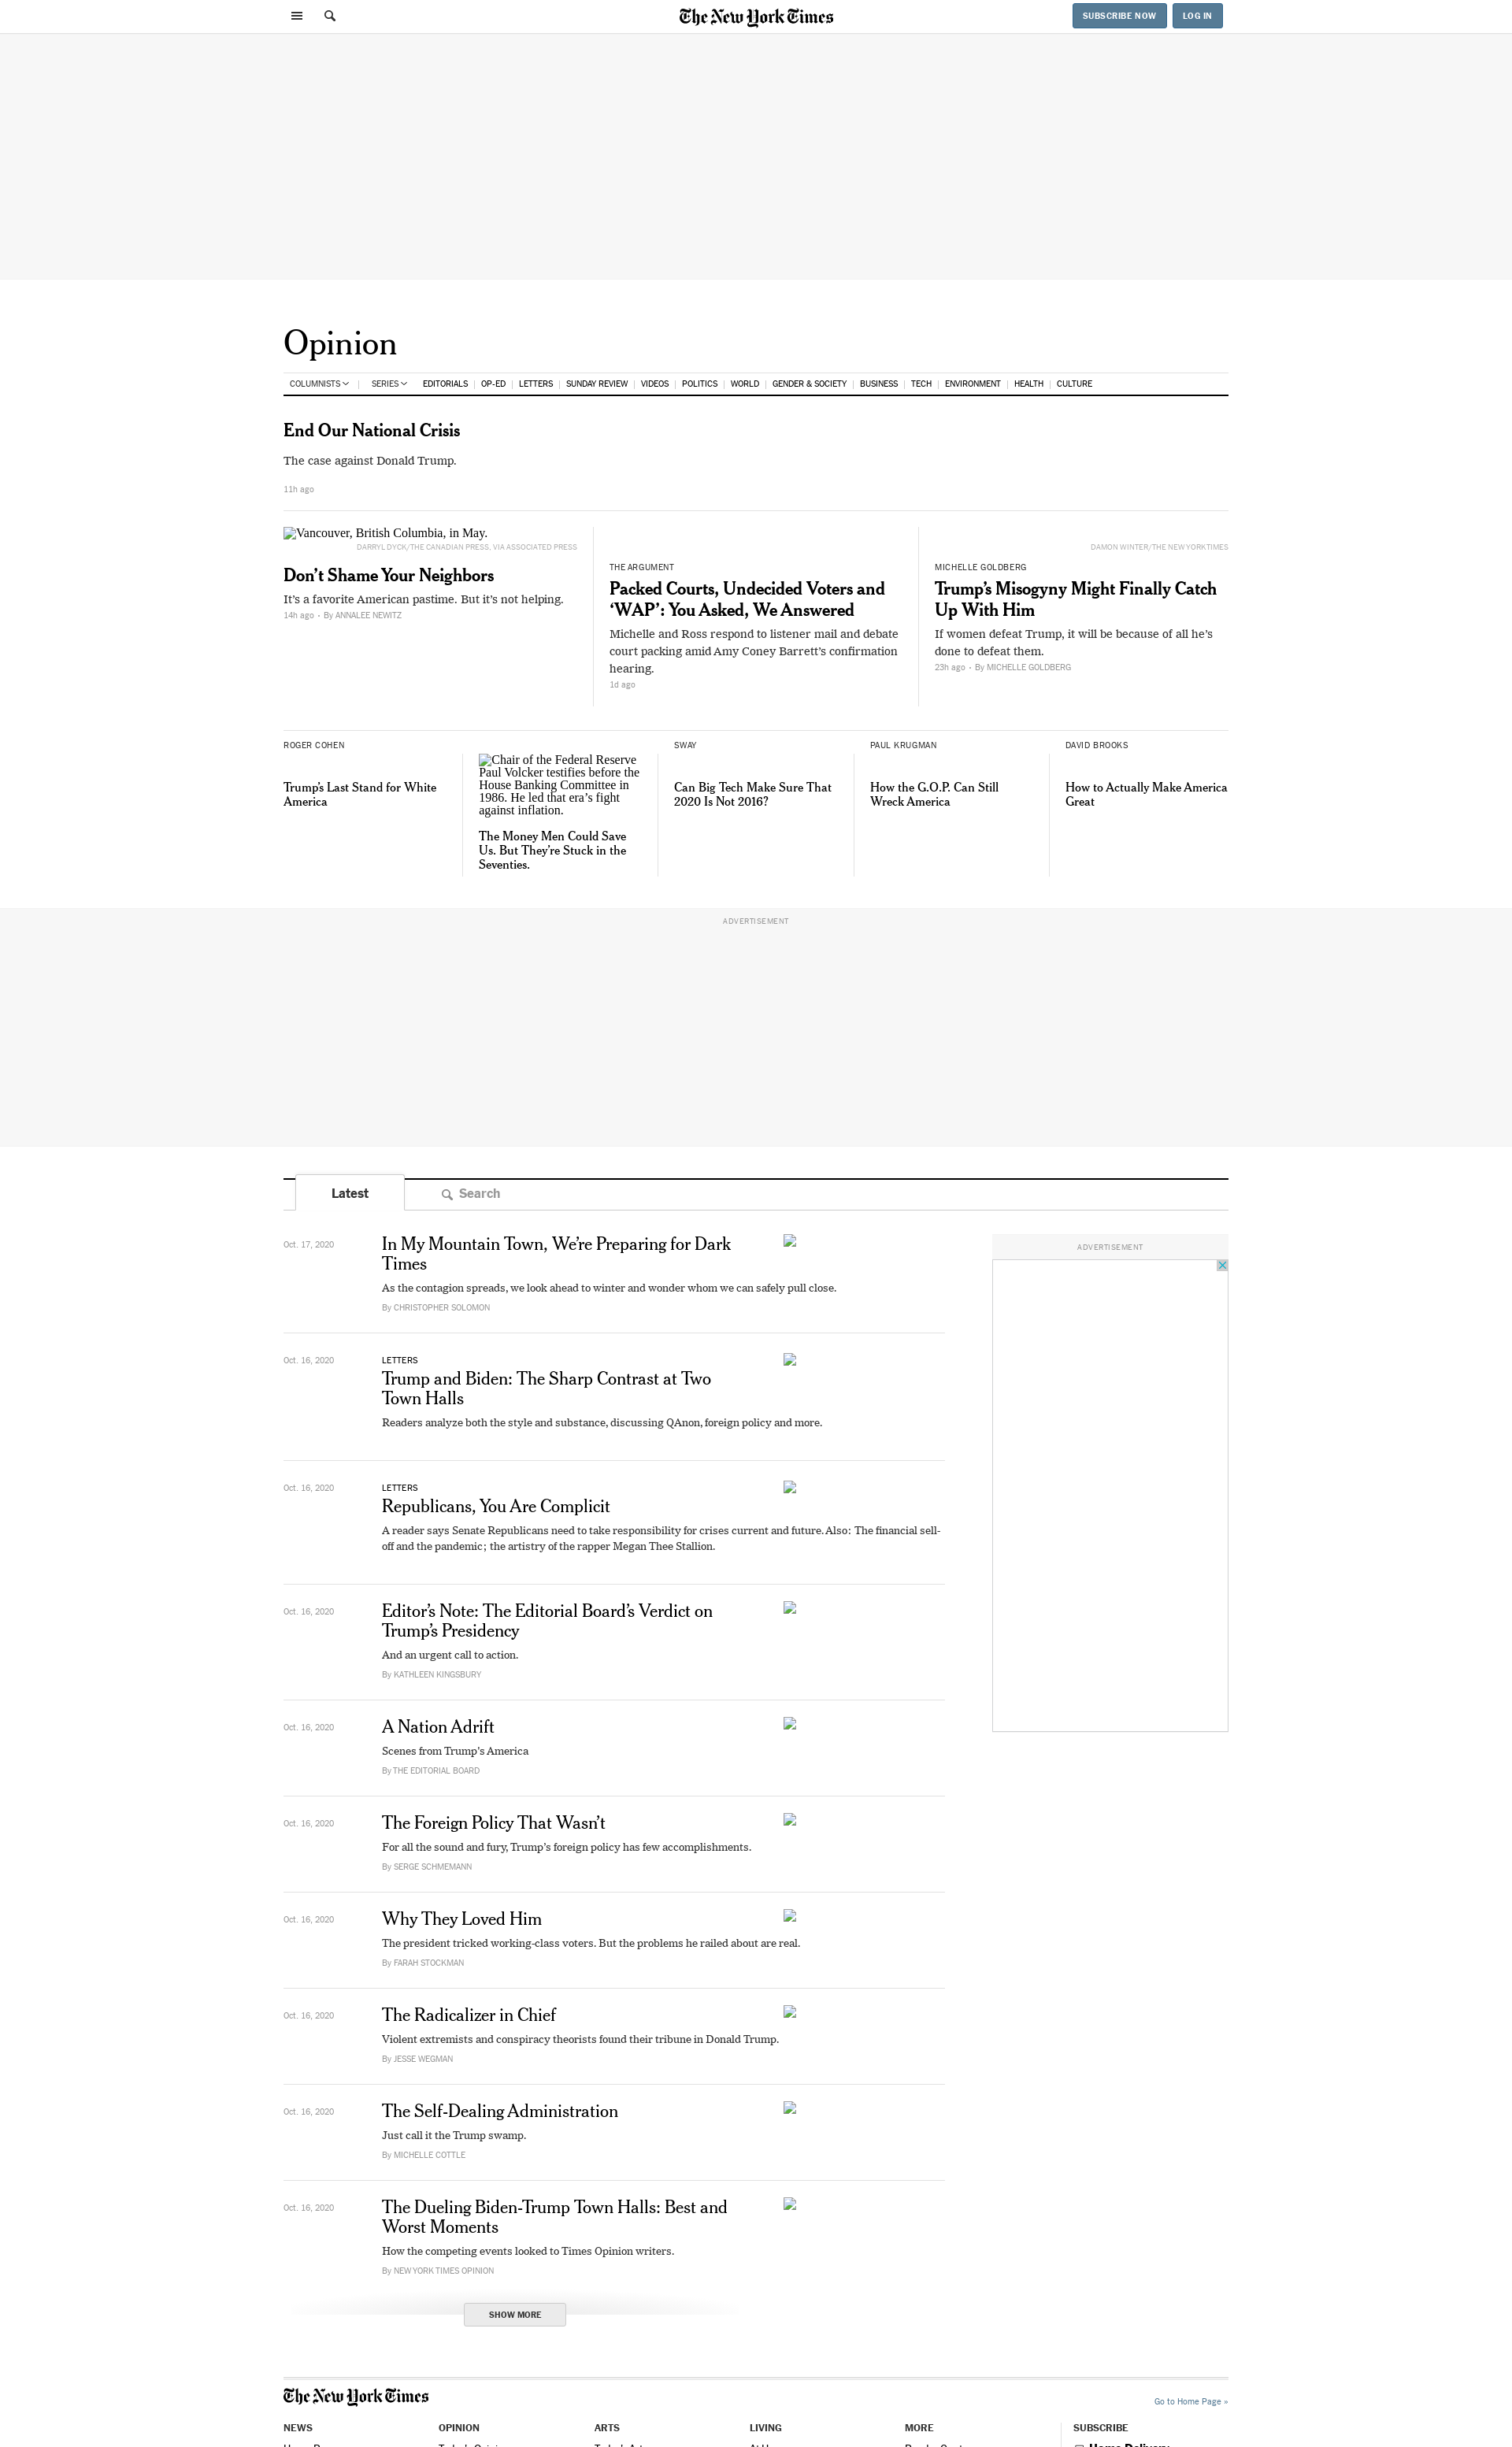 The New York Times
SUBSCRIBE NOW
LOG IN
Opinion
COLUMNISTS
SERIES
EDITORIALS
OP-ED
LETTERS
SUNDAY REVIEW
VIDEOS
POLITICS
WORLD
GENDER & SOCIETY
BUSINESS
TECH
ENVIRONMENT
HEALTH
CULTURE
End Our National Crisis
The case against Donald Trump.
11h ago
Vancouver, British Columbia, in May.
DARRYL DYCK/THE CANADIAN PRESS, VIA ASSOCIATED PRESS
Don’t Shame Your Neighbors
It’s a favorite American pastime. But it’s not helping.
14h ago • By ANNALEE NEWITZ
THE ARGUMENT
Packed Courts, Undecided Voters and
‘WAP’: You Asked, We Answered
Michelle and Ross respond to listener mail and debate
court packing amid Amy Coney Barrett’s confirmation
hearing.
1d ago
DAMON WINTER/THE NEW YORK TIMES
MICHELLE GOLDBERG
Trump’s Misogyny Might Finally Catch
Up With Him
If women defeat Trump, it will be because of all he’s
done to defeat them.
23h ago • By MICHELLE GOLDBERG
ROGER COHEN
Trump’s Last Stand for White
America
Chair of the Federal Reserve
Paul Volcker testifies before the
House Banking Committee in
1986. He led that era’s fight
against inflation.
The Money Men Could Save
Us. But They’re Stuck in the
Seventies.
SWAY
Can Big Tech Make Sure That
2020 Is Not 2016?
PAUL KRUGMAN
How the G.O.P. Can Still
Wreck America
DAVID BROOKS
How to Actually Make America
Great
ADVERTISEMENT
Latest
Search
Oct. 17, 2020
In My Mountain Town, We’re Preparing for Dark
Times
As the contagion spreads, we look ahead to winter and wonder whom we can safely pull close.
By CHRISTOPHER SOLOMON
ADVERTISEMENT
Oct. 16, 2020
LETTERS
Trump and Biden: The Sharp Contrast at Two
Town Halls
Readers analyze both the style and substance, discussing QAnon, foreign policy and more.
Oct. 16, 2020
LETTERS
Republicans, You Are Complicit
A reader says Senate Republicans need to take responsibility for crises current and future. Also: The financial sell-
off and the pandemic; the artistry of the rapper Megan Thee Stallion.
Oct. 16, 2020
Editor’s Note: The Editorial Board’s Verdict on
Trump’s Presidency
And an urgent call to action.
By KATHLEEN KINGSBURY
Oct. 16, 2020
A Nation Adrift
Scenes from Trump’s America
By THE EDITORIAL BOARD
Oct. 16, 2020
The Foreign Policy That Wasn’t
For all the sound and fury, Trump’s foreign policy has few accomplishments.
By SERGE SCHMEMANN
Oct. 16, 2020
Why They Loved Him
The president tricked working-class voters. But the problems he railed about are real.
By FARAH STOCKMAN
Oct. 16, 2020
The Radicalizer in Chief
Violent extremists and conspiracy theorists found their tribune in Donald Trump.
By JESSE WEGMAN
Oct. 16, 2020
The Self-Dealing Administration
Just call it the Trump swamp.
By MICHELLE COTTLE
Oct. 16, 2020
The Dueling Biden-Trump Town Halls: Best and
Worst Moments
How the competing events looked to Times Opinion writers.
By NEW YORK TIMES OPINION
SHOW MORE
The New York Times
Go to Home Page »
NEWS
OPINION
ARTS
LIVING
MORE
SUBSCRIBE
Home Delivery